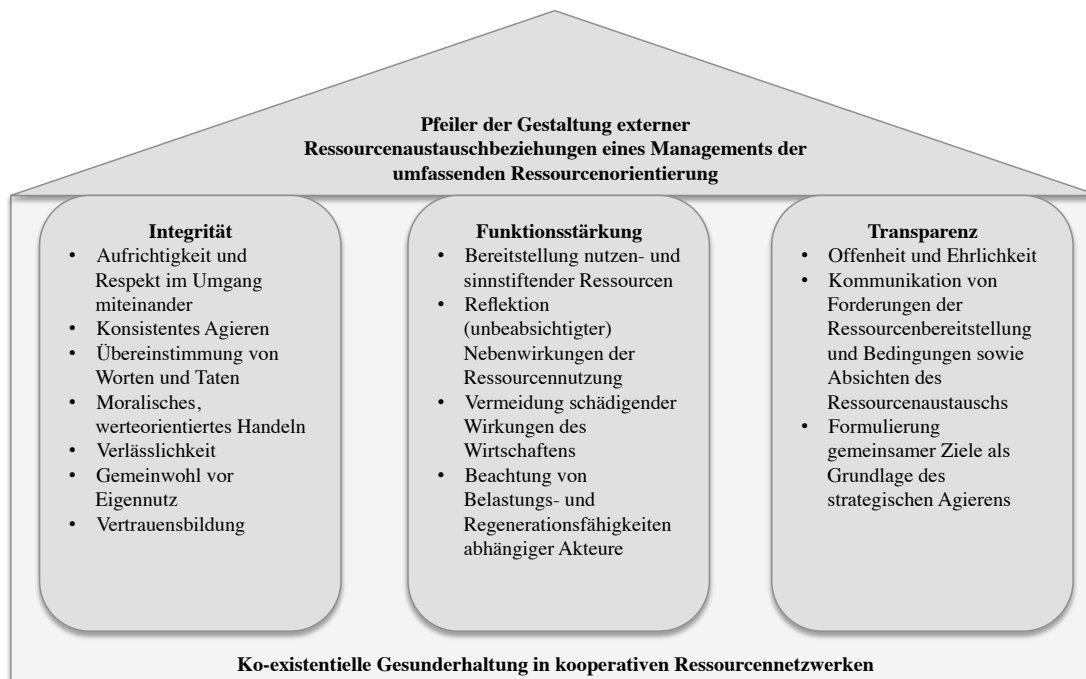 Pfeiler der Gestaltung externer
Ressourcenaustauschbeziehungen eines Managements der
umfassenden Ressourcenorientierung
Integrität
• Aufrichtigkeit und
Respekt im Umgang
miteinander
• Konsistentes Agieren
• Übereinstimmung von
Worten und Taten
• Moralisches,
werteorientiertes Handeln
• Verlässlichkeit
• Gemeinwohl vor
Eigennutz
• Vertrauensbildung
Funktionsstärkung
• Bereitstellung nutzen- und
sinnstiftender Ressourcen
• Reflektion
(unbeabsichtigter)
Nebenwirkungen der
Ressourcennutzung
• Vermeidung schädigender
Wirkungen des
Wirtschaftens
• Beachtung von
Belastungs- und
Regenerationsfähigkeiten
abhängiger Akteure
Transparenz
• Offenheit und Ehrlichkeit
• Kommunikation von
Forderungen der
Ressourcenbereitstellung
und Bedingungen sowie
Absichten des
Ressourcenaustauschs
• Formulierung
gemeinsamer Ziele als
Grundlage des
strategischen Agierens
Ko-existentielle Gesunderhaltung in kooperativen Ressourcennetzwerken